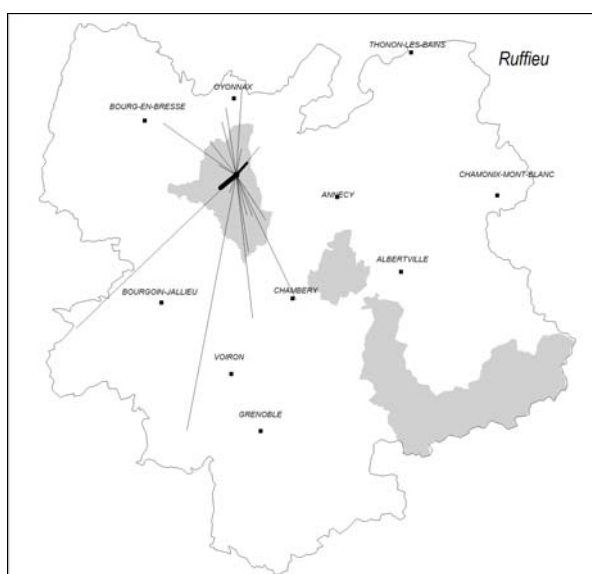 THONON-LES-BAINS
Ruffieu
OYONNAX
BOURG-EN-BRESSE
CHAMONIX-MONT-BLANC
ANNECY
ALBERTVILLE
BOURGOIN-JALLIEU
CHAMBERY
VOIRON
GRENOBLE